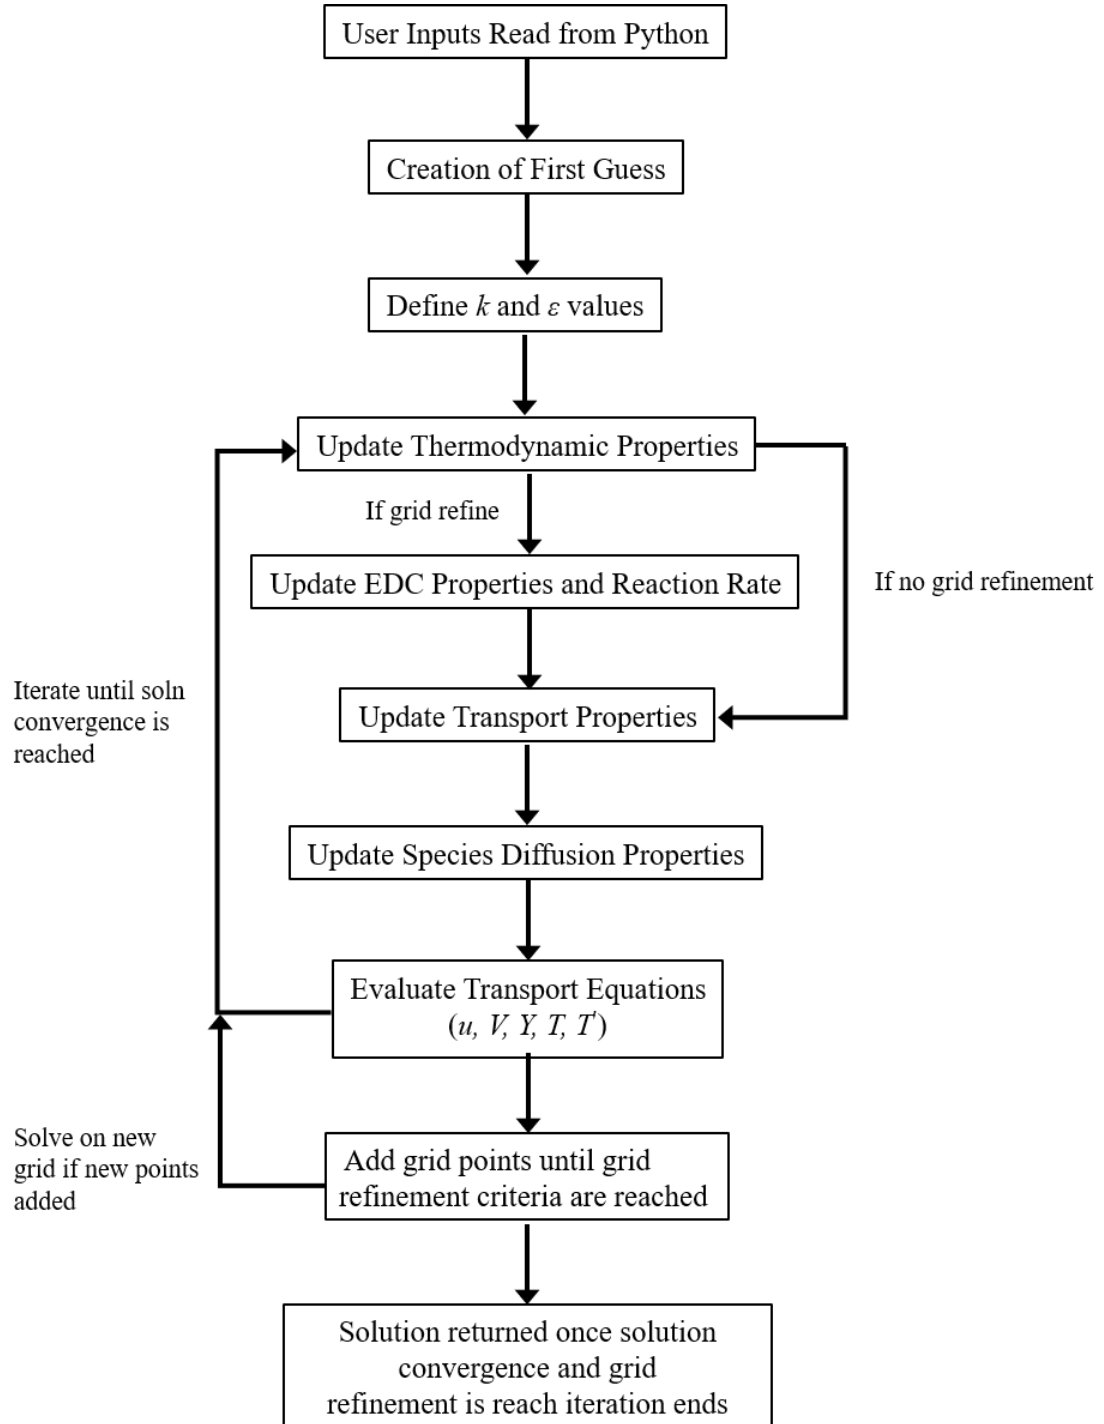 User Inputs Read from Python
Creation of First Guess
Define k and ε values
Update Thermodynamic Properties
If grid refine
Update EDC Properties and Reaction Rate
If no grid refinement
Iterate until soln
convergence is
reached
Update Transport Properties
Update Species Diffusion Properties
Evaluate Transport Equations
(u, V, Y, T, T')
Solve on new
grid if new points
added
Add grid points until grid
refinement criteria are reached
Solution returned once solution
convergence and grid
refinement is reach iteration ends